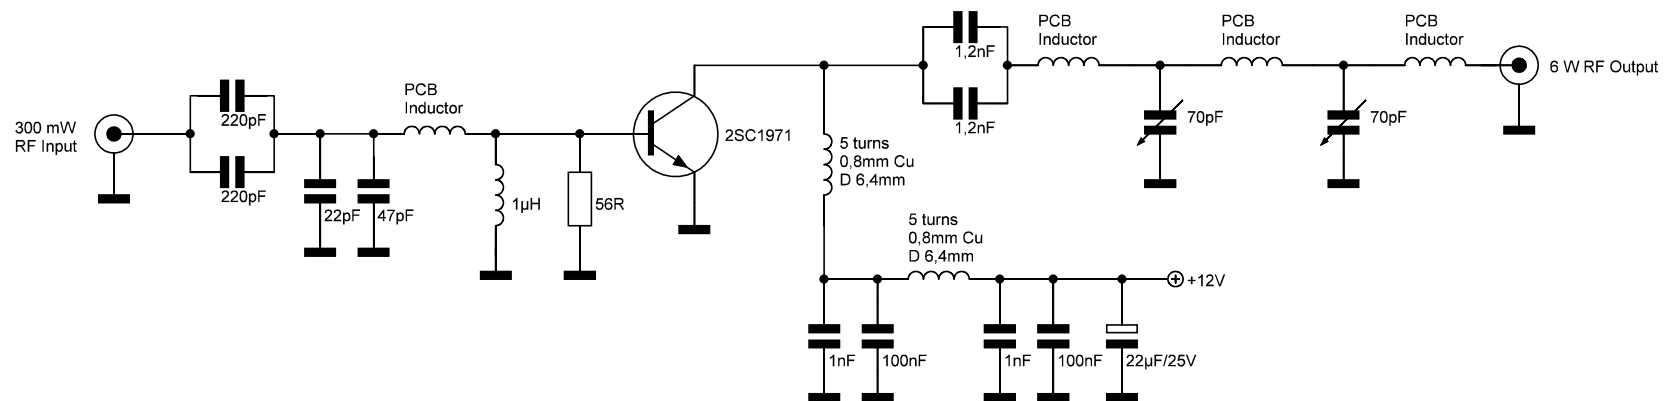 300 mW
RF Input
220pF
220pF
22pF
47pF
PCB
Inductor
1µH
56R
2SC1971
5 turns
0,8mm Cu
D 6,4mm
5 turns
0,8mm Cu
D 6,4mm
1nF
100nF
1nF
100nF
22µF/25V
+12V
1,2nF
1,2nF
PCB
Inductor
70pF
PCB
Inductor
70pF
PCB
Inductor
6 W RF Output